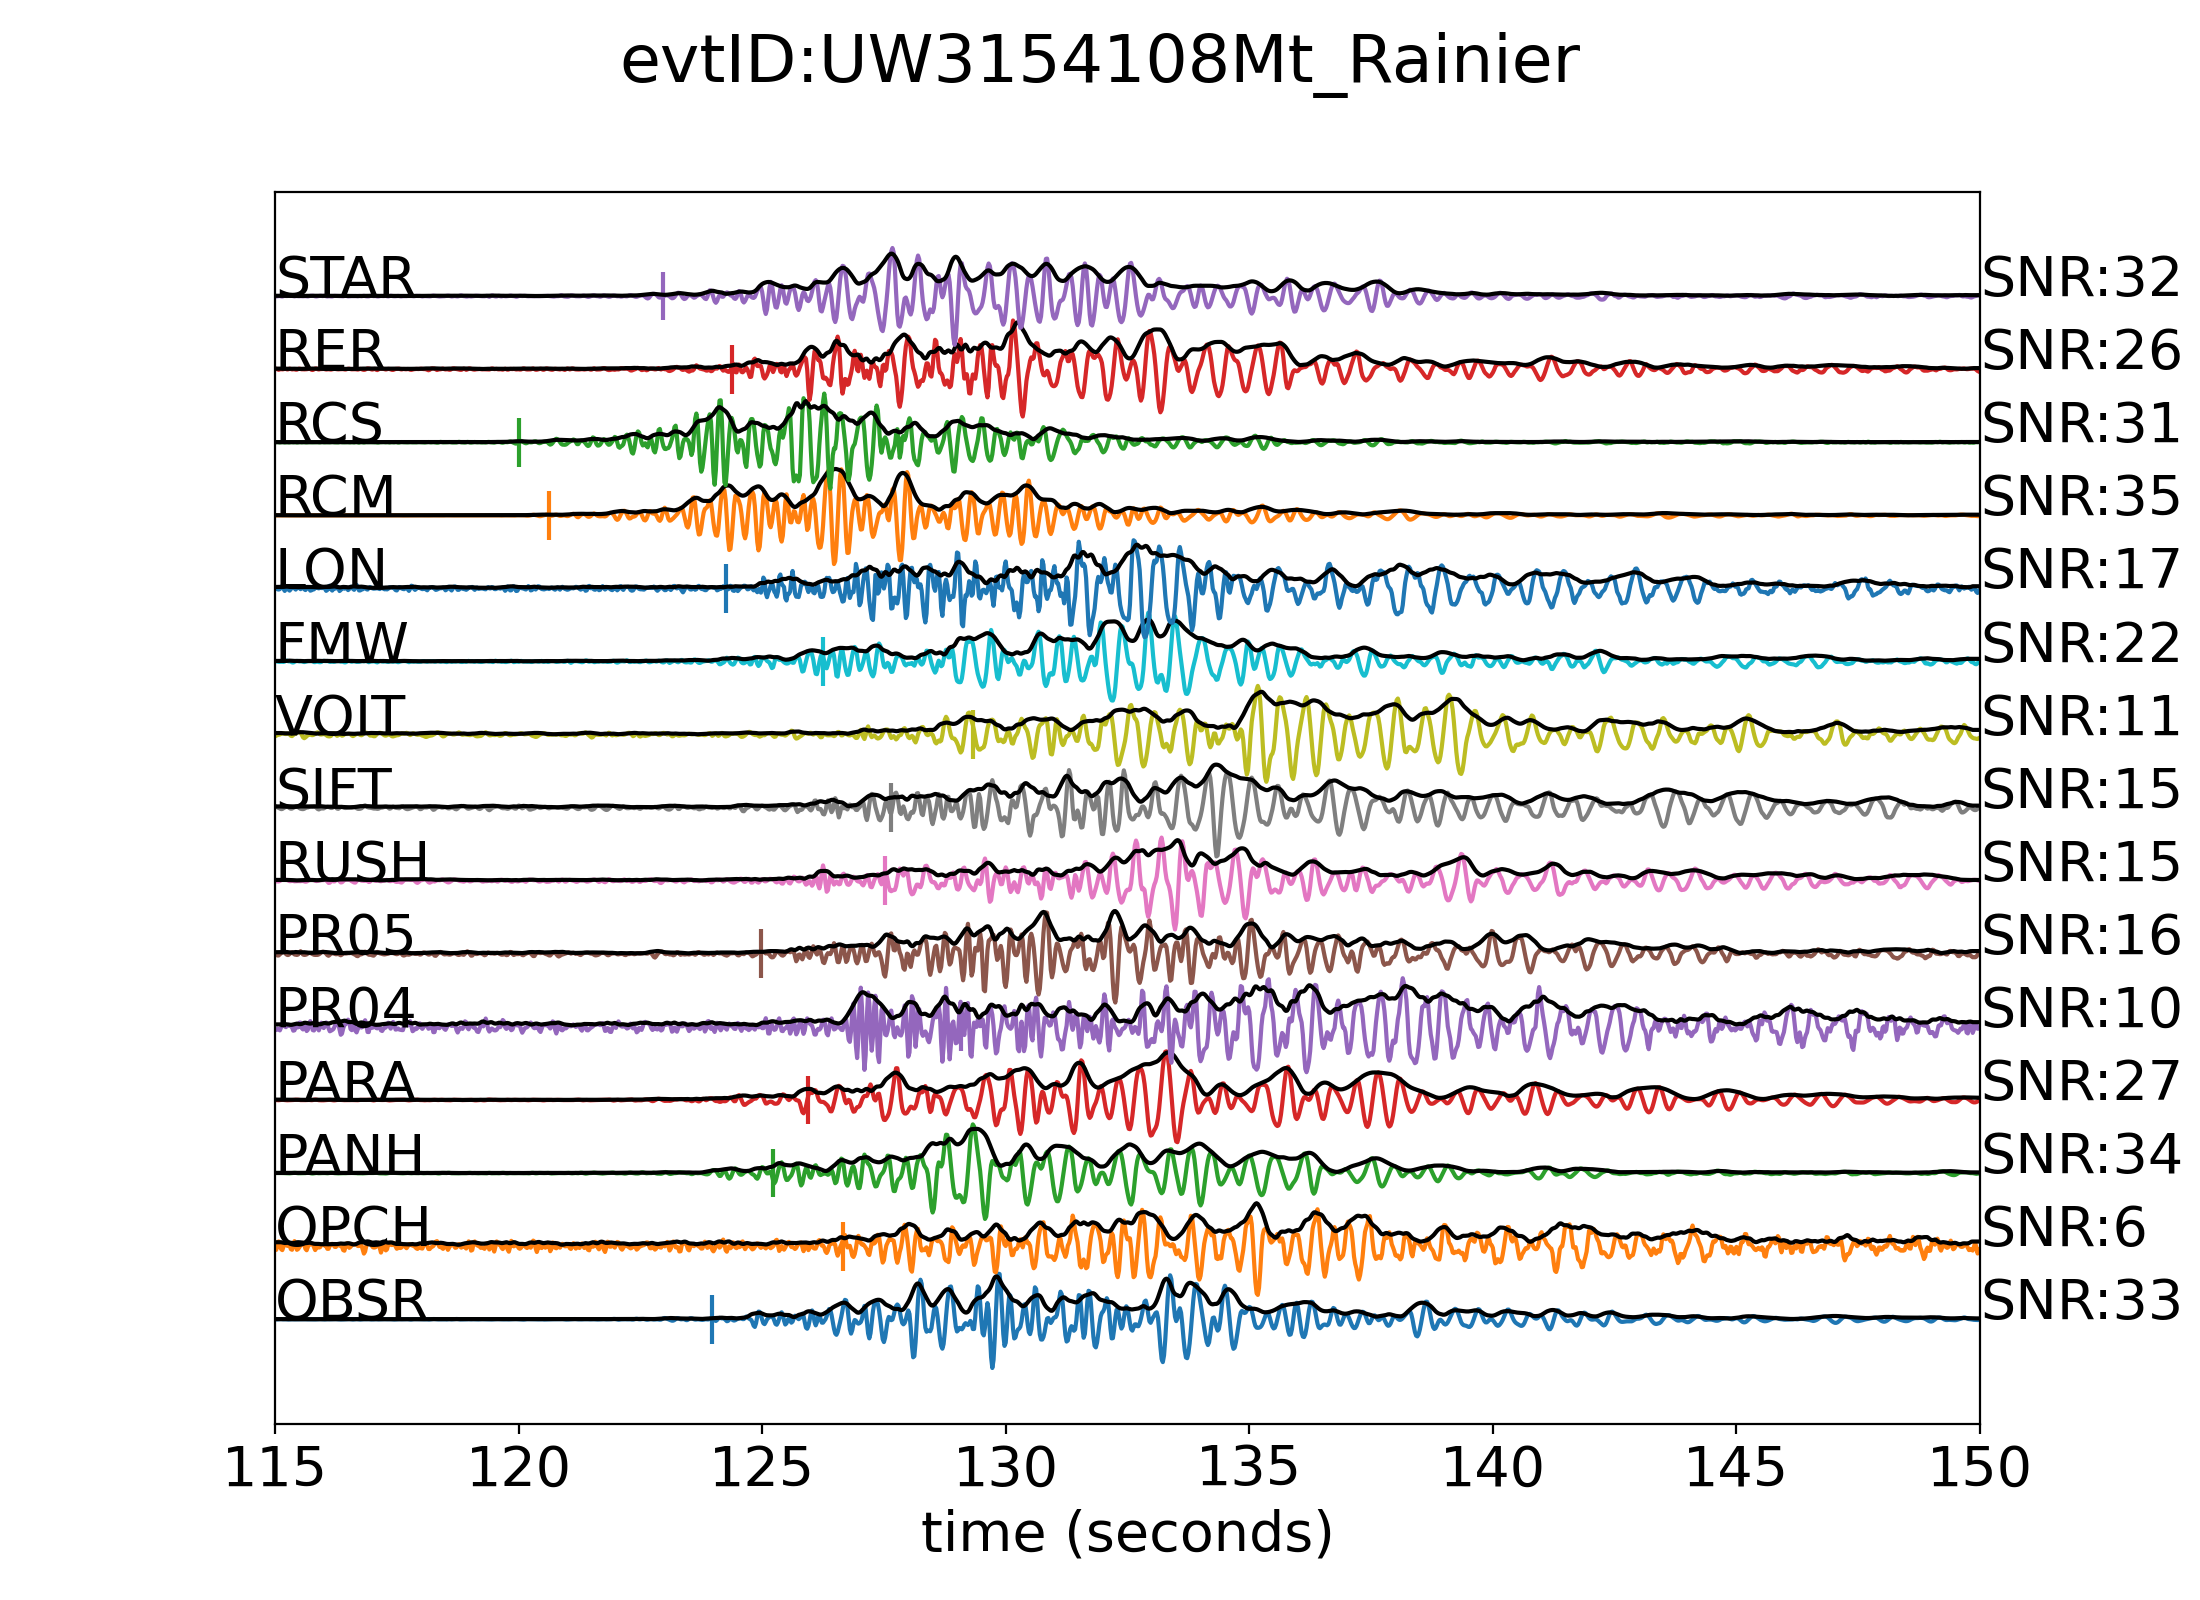 evtID:UW3154108Mt_Rainier
STAR SNR:32
RER SNR:26
RCS SNR:31
RCM SNR:35
LON SNR:17
FMW SNR:22
VOIT SNR:11
SIFT SNR:15
RUSH SNR:15
PR05 SNR:16
PR04 SNR:10
PARA SNR:27
PANH SNR:34
OPCH SNR:6
OBSR SNR:33
115 120 125 130 135 140 145 150
time (seconds)